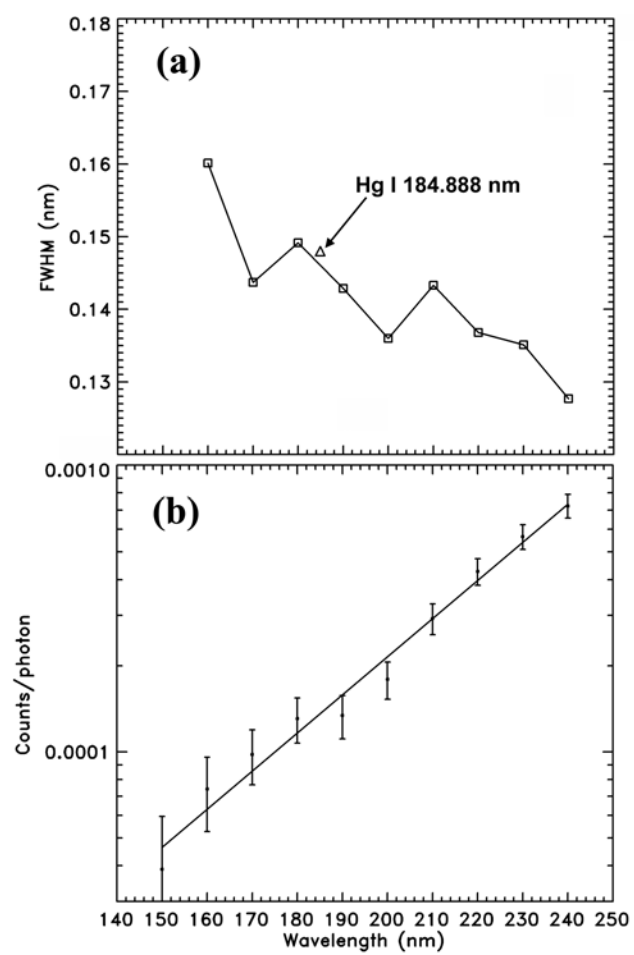 (a)
0.18
0.17
0.16
0.15
0.14
0.13
FWHM (nm)
Hg I 184.888 nm
(b)
0.0010
0.0001
Counts/photon
140 150 160 170 180 190 200 210 220 230 240 250
Wavelength (nm)